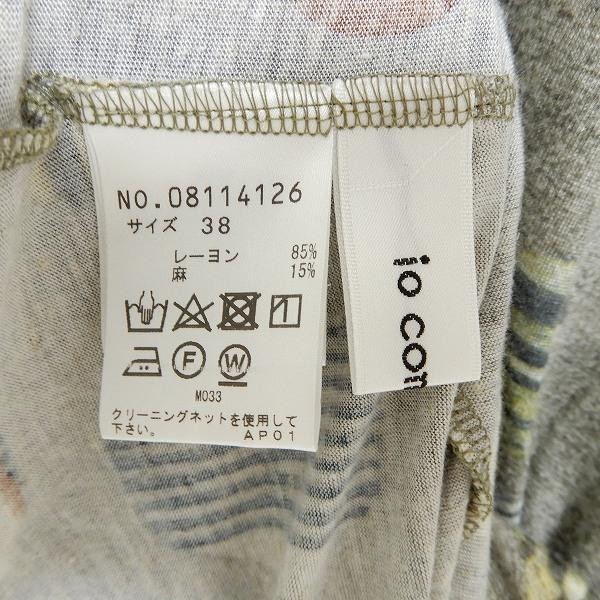 NO.08114126
サイズ 38
レーヨン 85%
麻 15%
F W
M033
クリーニングネットを使用して
下さい。 AP01
io com